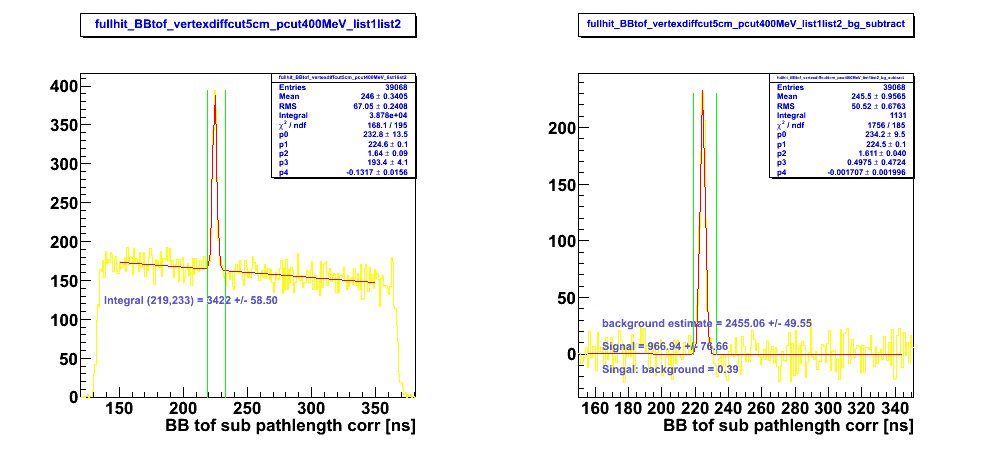 fullhit_BBtof_vertexdiffcut5cm_pcut400MeV_list1list2
fullhit_BBtof_vertexdiffcut5cm_pcut400MeV_list1list2
Entries 39068
Mean 246 ± 0.3405
RMS 67.05 ± 0.2408
Integral 3.878e+04
χ² / ndf 168.1 / 195
p0 232.8 ± 13.5
p1 224.6 ± 0.1
p2 1.64 ± 0.09
p3 193.4 ± 4.1
p4 -0.1317 ± 0.0156
400
350
300
250
200
150
100
50
0
Integral (219,233) = 3422 +/- 58.50
150 200 250 300 350
BB tof sub pathlength corr [ns]
fullhit_BBtof_vertexdiffcut5cm_pcut400MeV_list1list2_bg_subtract
fullhit_BBtof_vertexdiffcut5cm_pcut400MeV_list1list2_bg_subtract
Entries 39068
Mean 245.5 ± 0.9565
RMS 50.52 ± 0.6763
Integral 1131
χ² / ndf 1756 / 185
p0 234.2 ± 9.5
p1 224.5 ± 0.1
p2 1.611 ± 0.040
p3 0.4975 ± 0.4724
p4 -0.001707 ± 0.001996
200
150
100
50
0
background estimate = 2455.06 +/- 49.55
Signal = 966.94 +/- 76.66
Singal: background = 0.39
160 180 200 220 240 260 280 300 320 340
BB tof sub pathlength corr [ns]